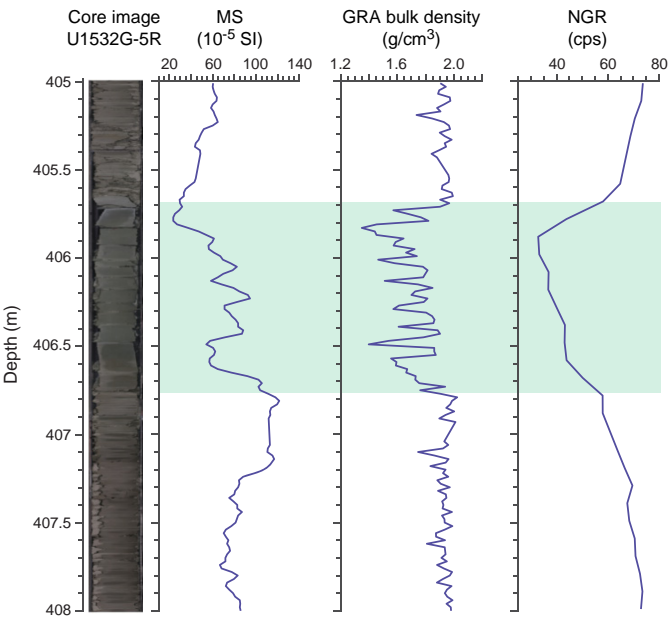 Core image
U1532G-5R
MS
(10-5 SI)
GRA bulk density
(g/cm3)
NGR
(cps)
20 60 100 140
1.2 1.6 2.0
40 60 80
405
405.5
406
406.5
407
407.5
408
Depth (m)